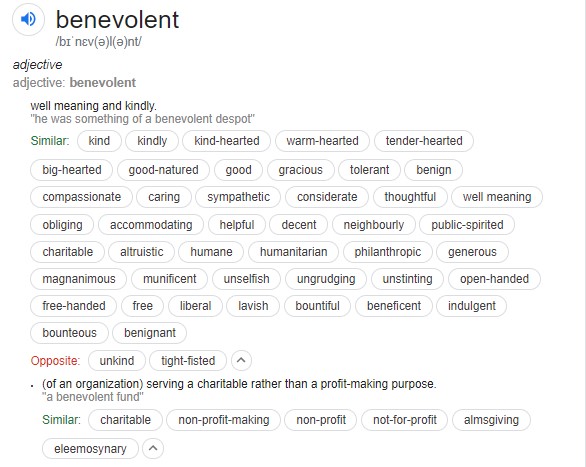 benevolent
/bɪˈnɛv(ə)l(ə)nt/
adjective
adjective: benevolent
well meaning and kindly.
"he was something of a benevolent despot"
Similar: kind kindly kind-hearted warm-hearted tender-hearted
big-hearted good-natured good gracious tolerant benign
compassionate caring sympathetic considerate thoughtful well meaning
obliging accommodating helpful decent neighbourly public-spirited
charitable altruistic humane humanitarian philanthropic generous
magnanimous munificent unselfish ungrudging unstinting open-handed
free-handed free liberal lavish bountiful beneficent indulgent
bounteous benignant
Opposite: unkind tight-fisted
• (of an organization) serving a charitable rather than a profit-making purpose.
"a benevolent fund"
Similar: charitable non-profit-making non-profit not-for-profit almsgiving
eleemosynary